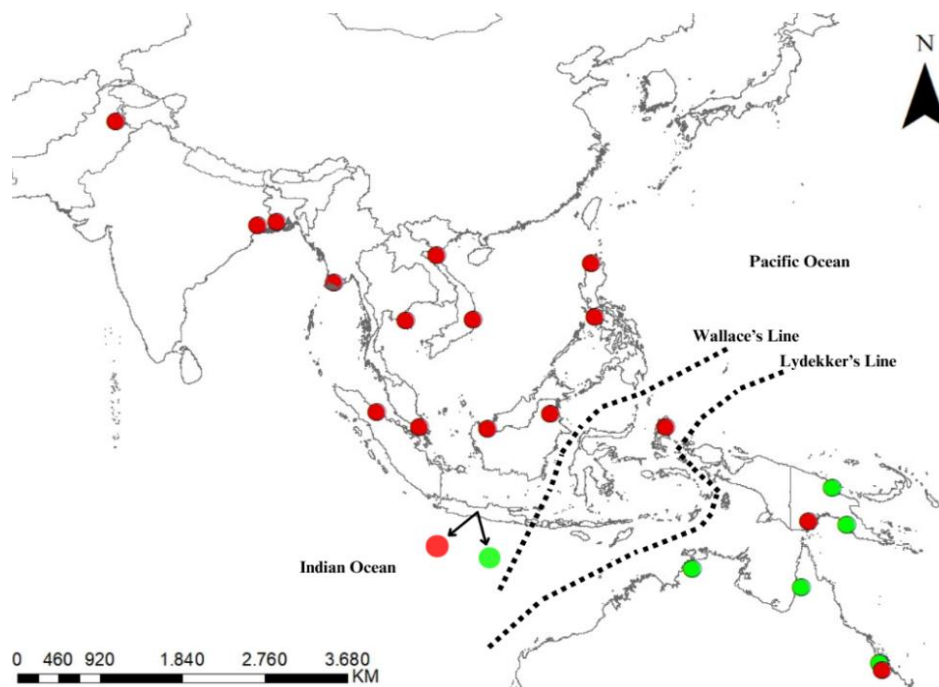 N
Pacific Ocean
Wallace's Line
Lydekker's Line
Indian Ocean
0 460 920 1.840 2.760 3.680
KM